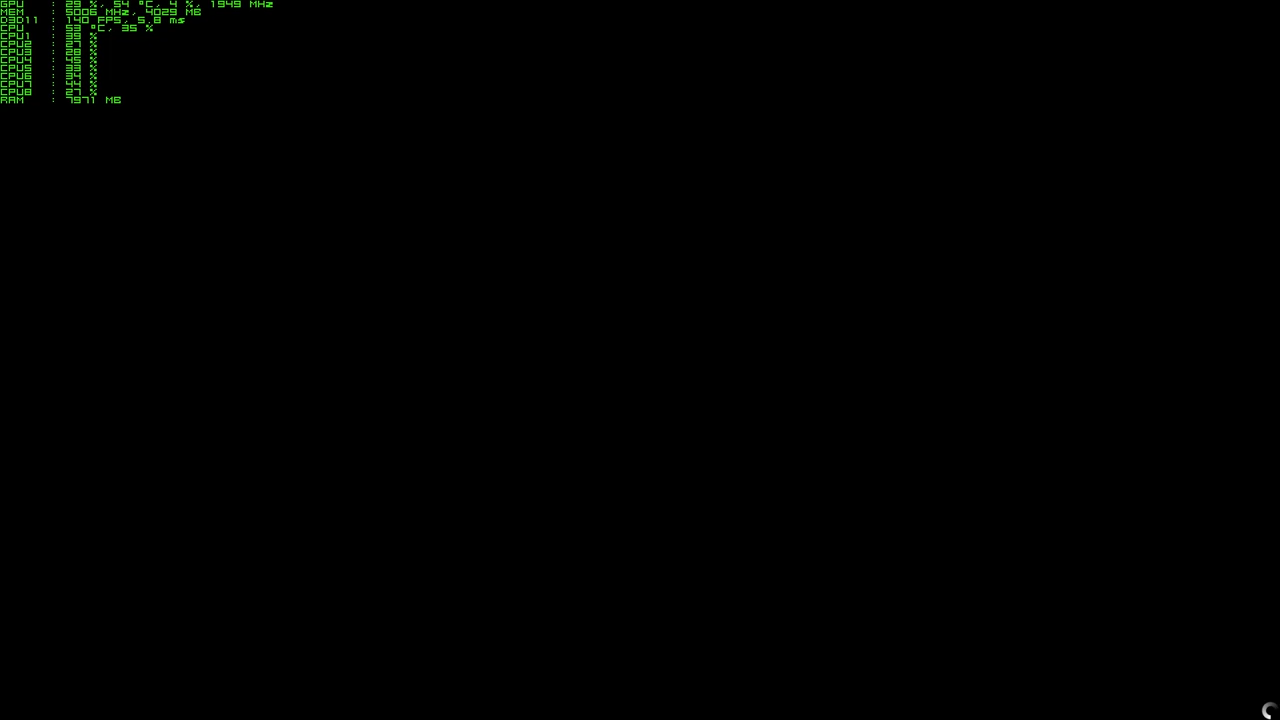 GPU : 29 %, 54 °C, 4 %, 1949 MHz
MEM : 5006 MHz, 4029 MB
D3D11 : 140 FPS, 5.8 ms
CPU : 53 °C, 35 %
CPU1 : 39 %
CPU2 : 27 %
CPU3 : 28 %
CPU4 : 45 %
CPU5 : 33 %
CPU6 : 34 %
CPU7 : 44 %
CPU8 : 27 %
RAM : 7971 MB